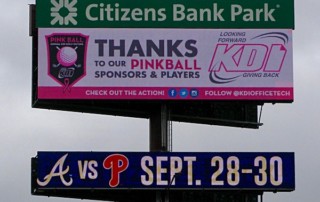 Citizens Bank Park
PINK BALL
THANKS
TO OUR PINKBALL
SPONSORS & PLAYERS
LOOKING
FORWARD
KDI
GIVING BACK
CHECK OUT THE ACTION!
FOLLOW @KDIOFFICETECH
A VS P SEPT. 28-30